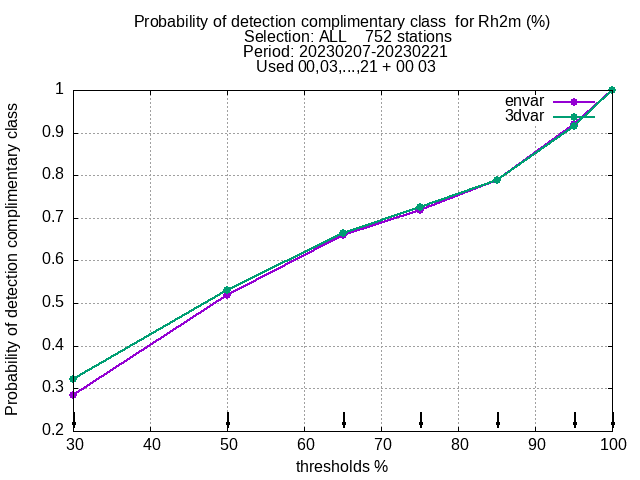 Probability of detection complimentary class  for Rh2m (%)
Selection: ALL    752 stations
Period: 20230207-20230221
Used 00,03,...,21 + 00 03
Probability of detection complimentary class
envar
3dvar
1
0.9
0.8
0.7
0.6
0.5
0.4
0.3
0.2
30 40 50 60 70 80 90 100
thresholds %